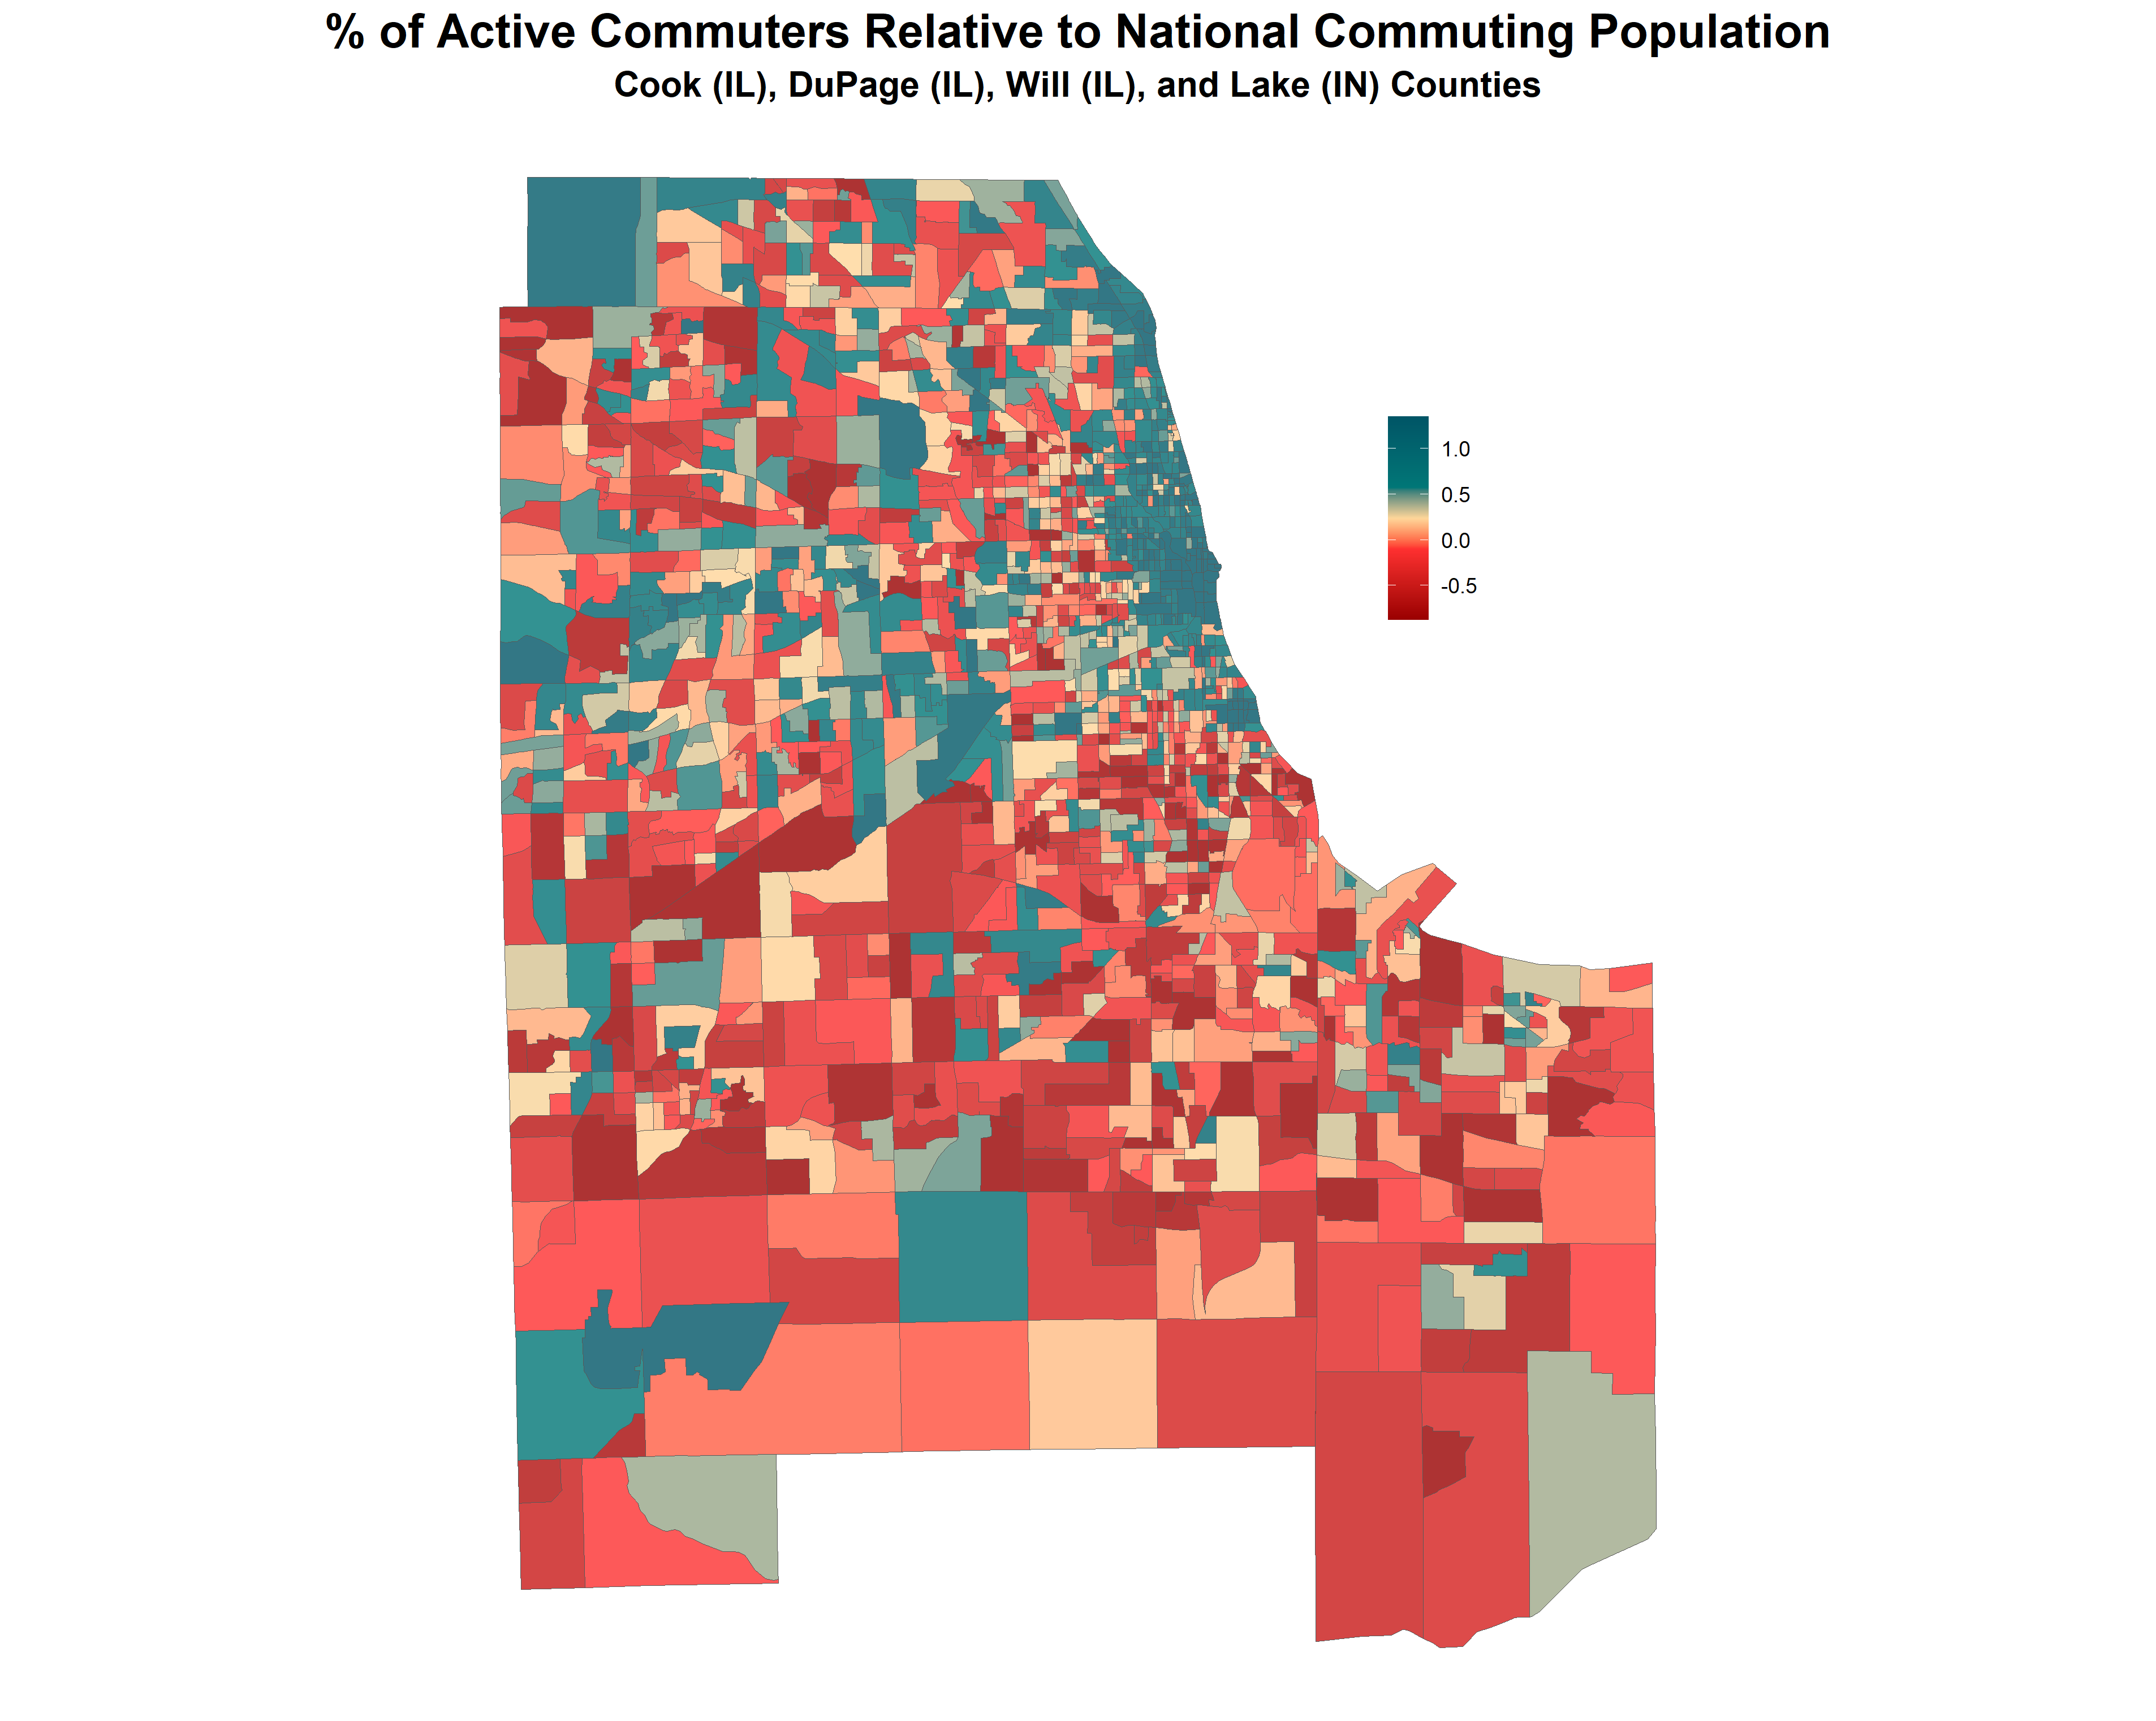 % of Active Commuters Relative to National Commuting Population
Cook (IL), DuPage (IL), Will (IL), and Lake (IN) Counties
1.0
0.5
0.0
-0.5